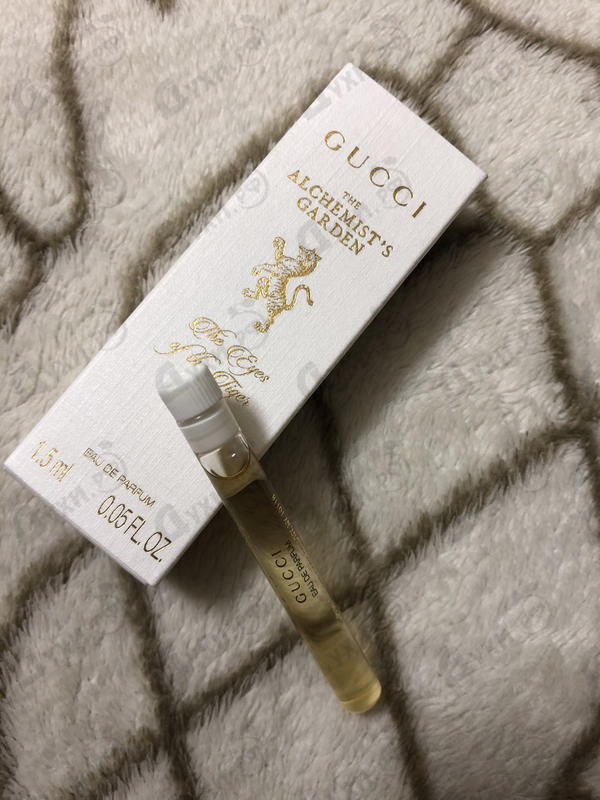 GUCCI
THE
ALCHEMIST'S
GARDEN
The Eyes
of the Tiger
1.5 ml
EAU DE PARFUM
0.05 FL.OZ.
GUCCI
EAU DE PARFUM